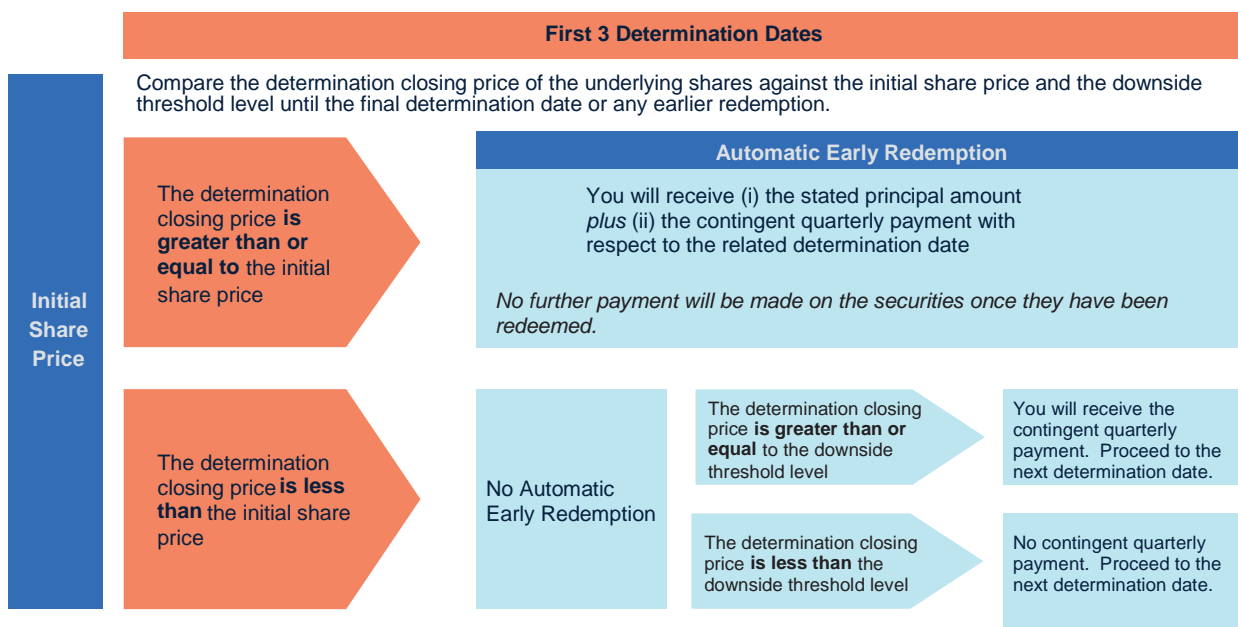 First 3 Determination Dates
Compare the determination closing price of the underlying shares against the initial share price and the downside
threshold level until the final determination date or any earlier redemption.
Initial
Share
Price
The determination
closing price is
greater than or
equal to the initial
share price
Automatic Early Redemption
You will receive (i) the stated principal amount
plus (ii) the contingent quarterly payment with
respect to the related determination date
No further payment will be made on the securities once they have been
redeemed.
The determination
closing price is less
than the initial share
price
No Automatic
Early Redemption
The determination closing
price is greater than or
equal to the downside
threshold level
You will receive the
contingent quarterly
payment.  Proceed to the
next determination date.
The determination closing
price is less than the
downside threshold level
No contingent quarterly
payment.  Proceed to the
next determination date.